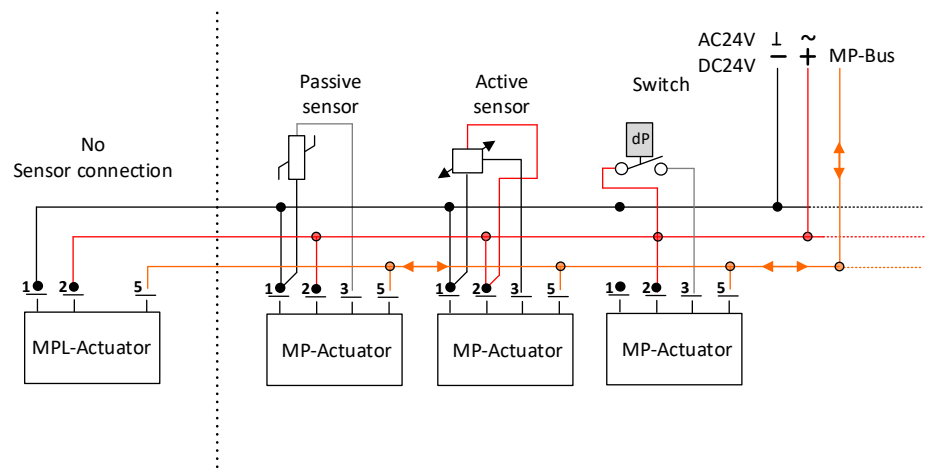 AC24V ⊥ ~
DC24V − + MP-Bus
Passive
sensor
Active
sensor
Switch
No
Sensor connection
dP
1 2 5
1 2 3 5
1 2 3 5
1 2 3 5
MPL-Actuator
MP-Actuator
MP-Actuator
MP-Actuator